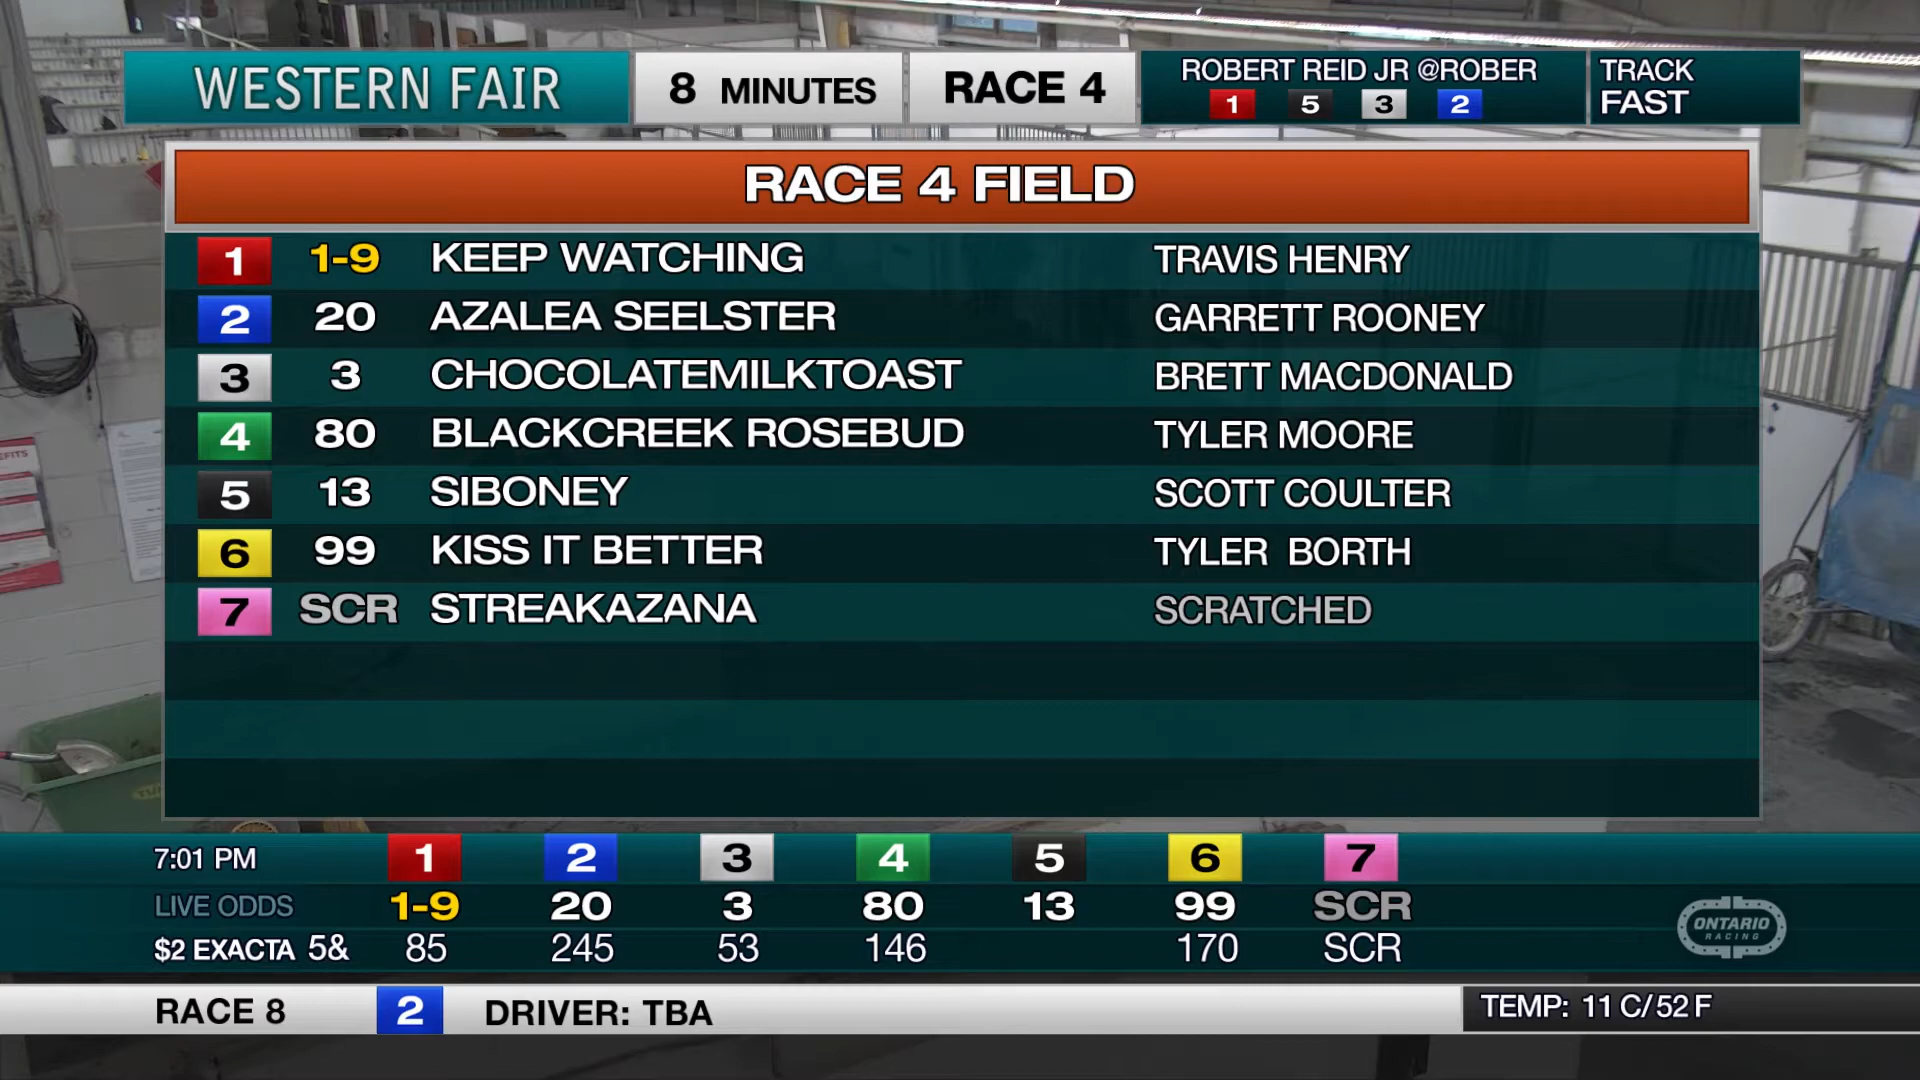 WESTERN FAIR
8 MINUTES
RACE 4
ROBERT REID JR @ROBER
1 5 3 2
TRACK
FAST
RACE 4 FIELD
1 1-9 KEEP WATCHING TRAVIS HENRY
2 20 AZALEA SEELSTER GARRETT ROONEY
3 3 CHOCOLATEMILKTOAST BRETT MACDONALD
4 80 BLACKCREEK ROSEBUD TYLER MOORE
5 13 SIBONEY SCOTT COULTER
6 99 KISS IT BETTER TYLER BORTH
7 SCR STREAKAZANA SCRATCHED
7:01 PM 1 2 3 4 5 6 7
LIVE ODDS 1-9 20 3 80 13 99 SCR
$2 EXACTA 5& 85 245 53 146 170 SCR
ONTARIO
RACING
RACE 8 2 DRIVER: TBA
TEMP: 11 C/52 F